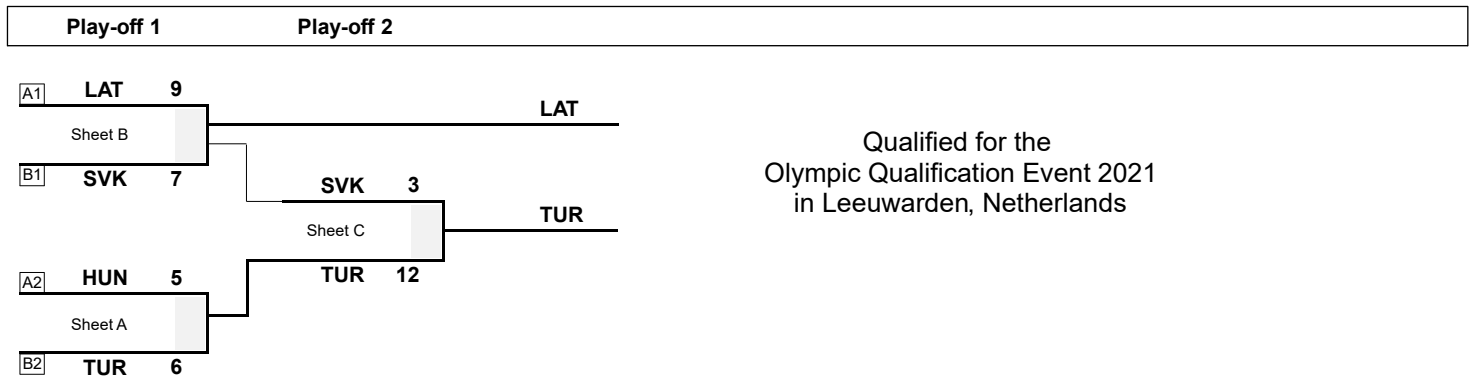 Play-off 1 Play-off 2
A1 LAT 9
LAT
Sheet B
B1 SVK 7
SVK 3
Sheet C
TUR
TUR 12
A2 HUN 5
Sheet A
B2 TUR 6
Qualified for the
Olympic Qualification Event 2021
in Leeuwarden, Netherlands